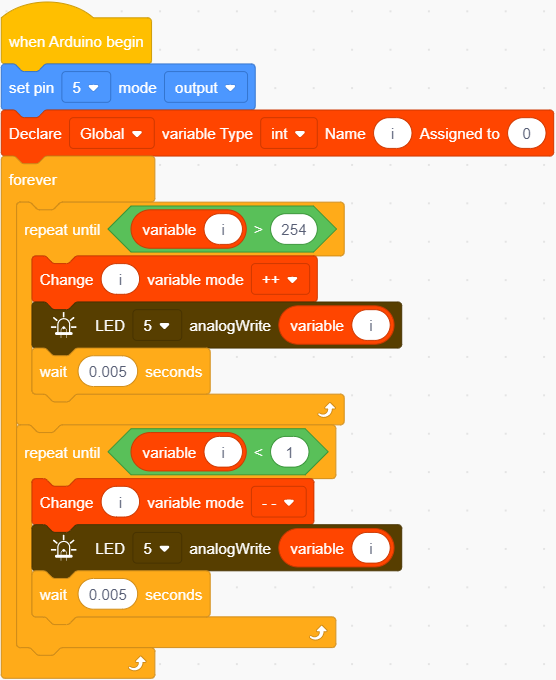 when Arduino begin
set pin 5 mode output
Declare Global variable Type int Name i Assigned to 0
forever
repeat until variable i > 254
Change i variable mode ++
LED 5 analogWrite variable i
wait 0.005 seconds
repeat until variable i < 1
Change i variable mode - -
LED 5 analogWrite variable i
wait 0.005 seconds